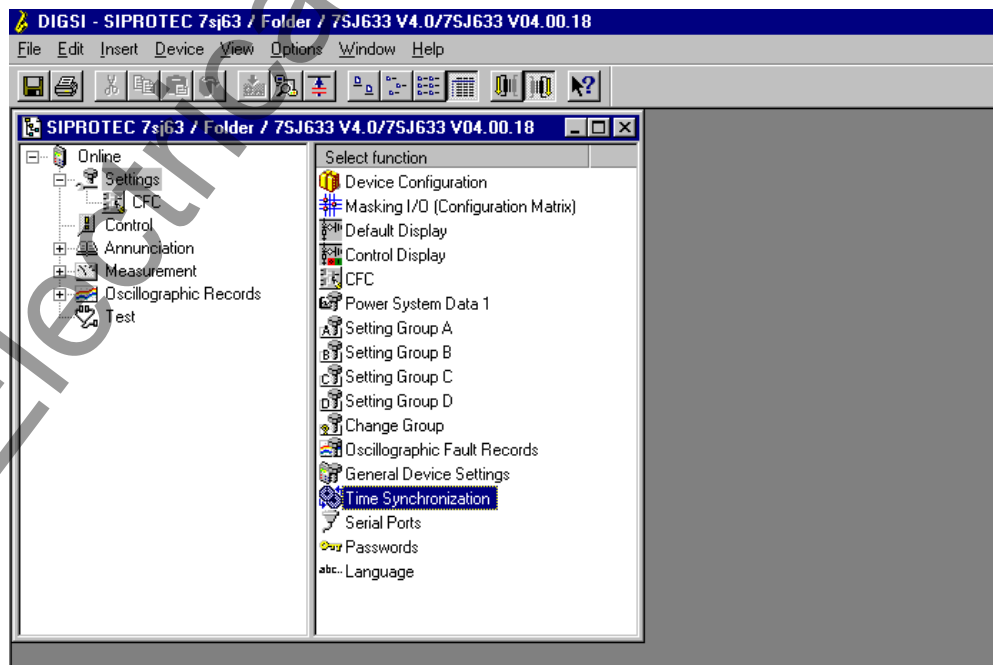 DIGSI - SIPROTEC 7sj63 / Folder / 7SJ633 V4.0/7SJ633 V04.00.18
File Edit Insert Device View Options Window Help
SIPROTEC 7sj63 / Folder / 7SJ633 V4.0/7SJ633 V04.00.18
Online
Settings
CFC
Control
Annunciation
Measurement
Oscillographic Records
Test
Select function
Device Configuration
Masking I/O (Configuration Matrix)
Default Display
Control Display
CFC
Power System Data 1
Setting Group A
Setting Group B
Setting Group C
Setting Group D
Change Group
Oscillographic Fault Records
General Device Settings
Time Synchronization
Serial Ports
Passwords
abc.. Language
Electrica